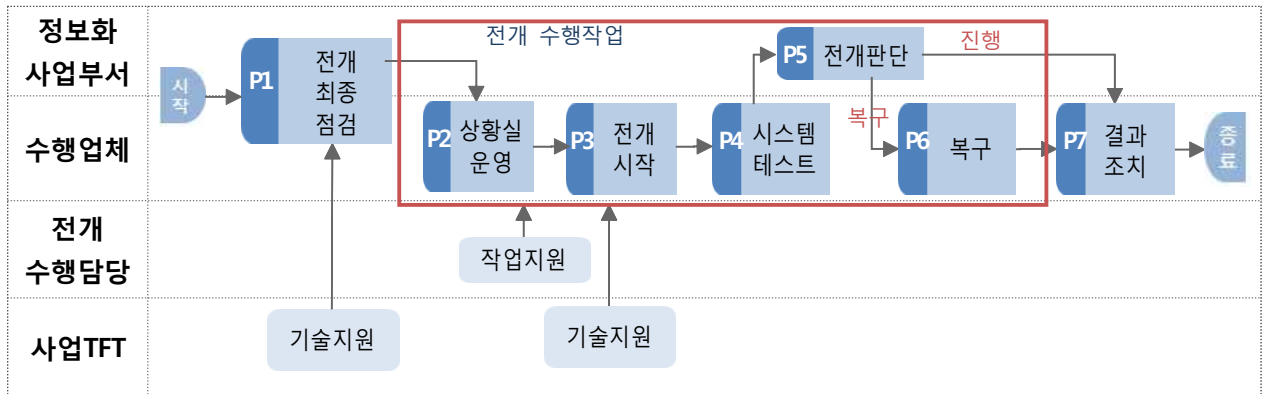 정보화
사업부서
수행업체
전개
수행담당
사업TFT
시
작
P1
전개
최종
점검
전개 수행작업
P2
상황실
운영
P3
전개
시작
P4
시스템
테스트
P5
전개판단
진행
복구
P6
복구
P7
결과
조치
종
료
작업지원
기술지원
기술지원